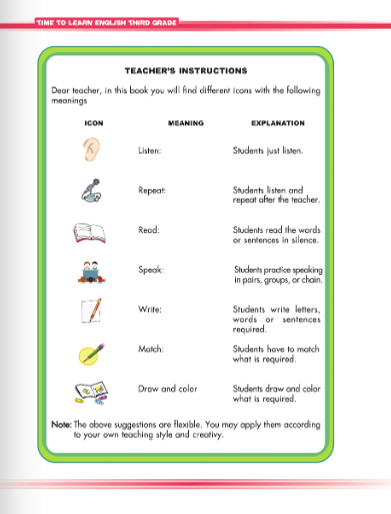 TIME TO LEARN ENGLISH THIRD GRADE
TEACHER'S INSTRUCTIONS
Dear teacher, in this book you will find different icons with the following
meanings
ICON MEANING EXPLANATION
Listen: Students just listen.
Repeat: Students listen and
repeat after the teacher.
Read: Students read the words
or sentences in silence.
Speak: Students practice speaking
in pairs, groups, or chain.
Write: Students write letters,
words or sentences
required.
Match: Students have to match
what is required.
Draw and color Students draw and color
what is required.
Note: The above suggestions are flexible. You may apply them according
to your own teaching style and creativy.